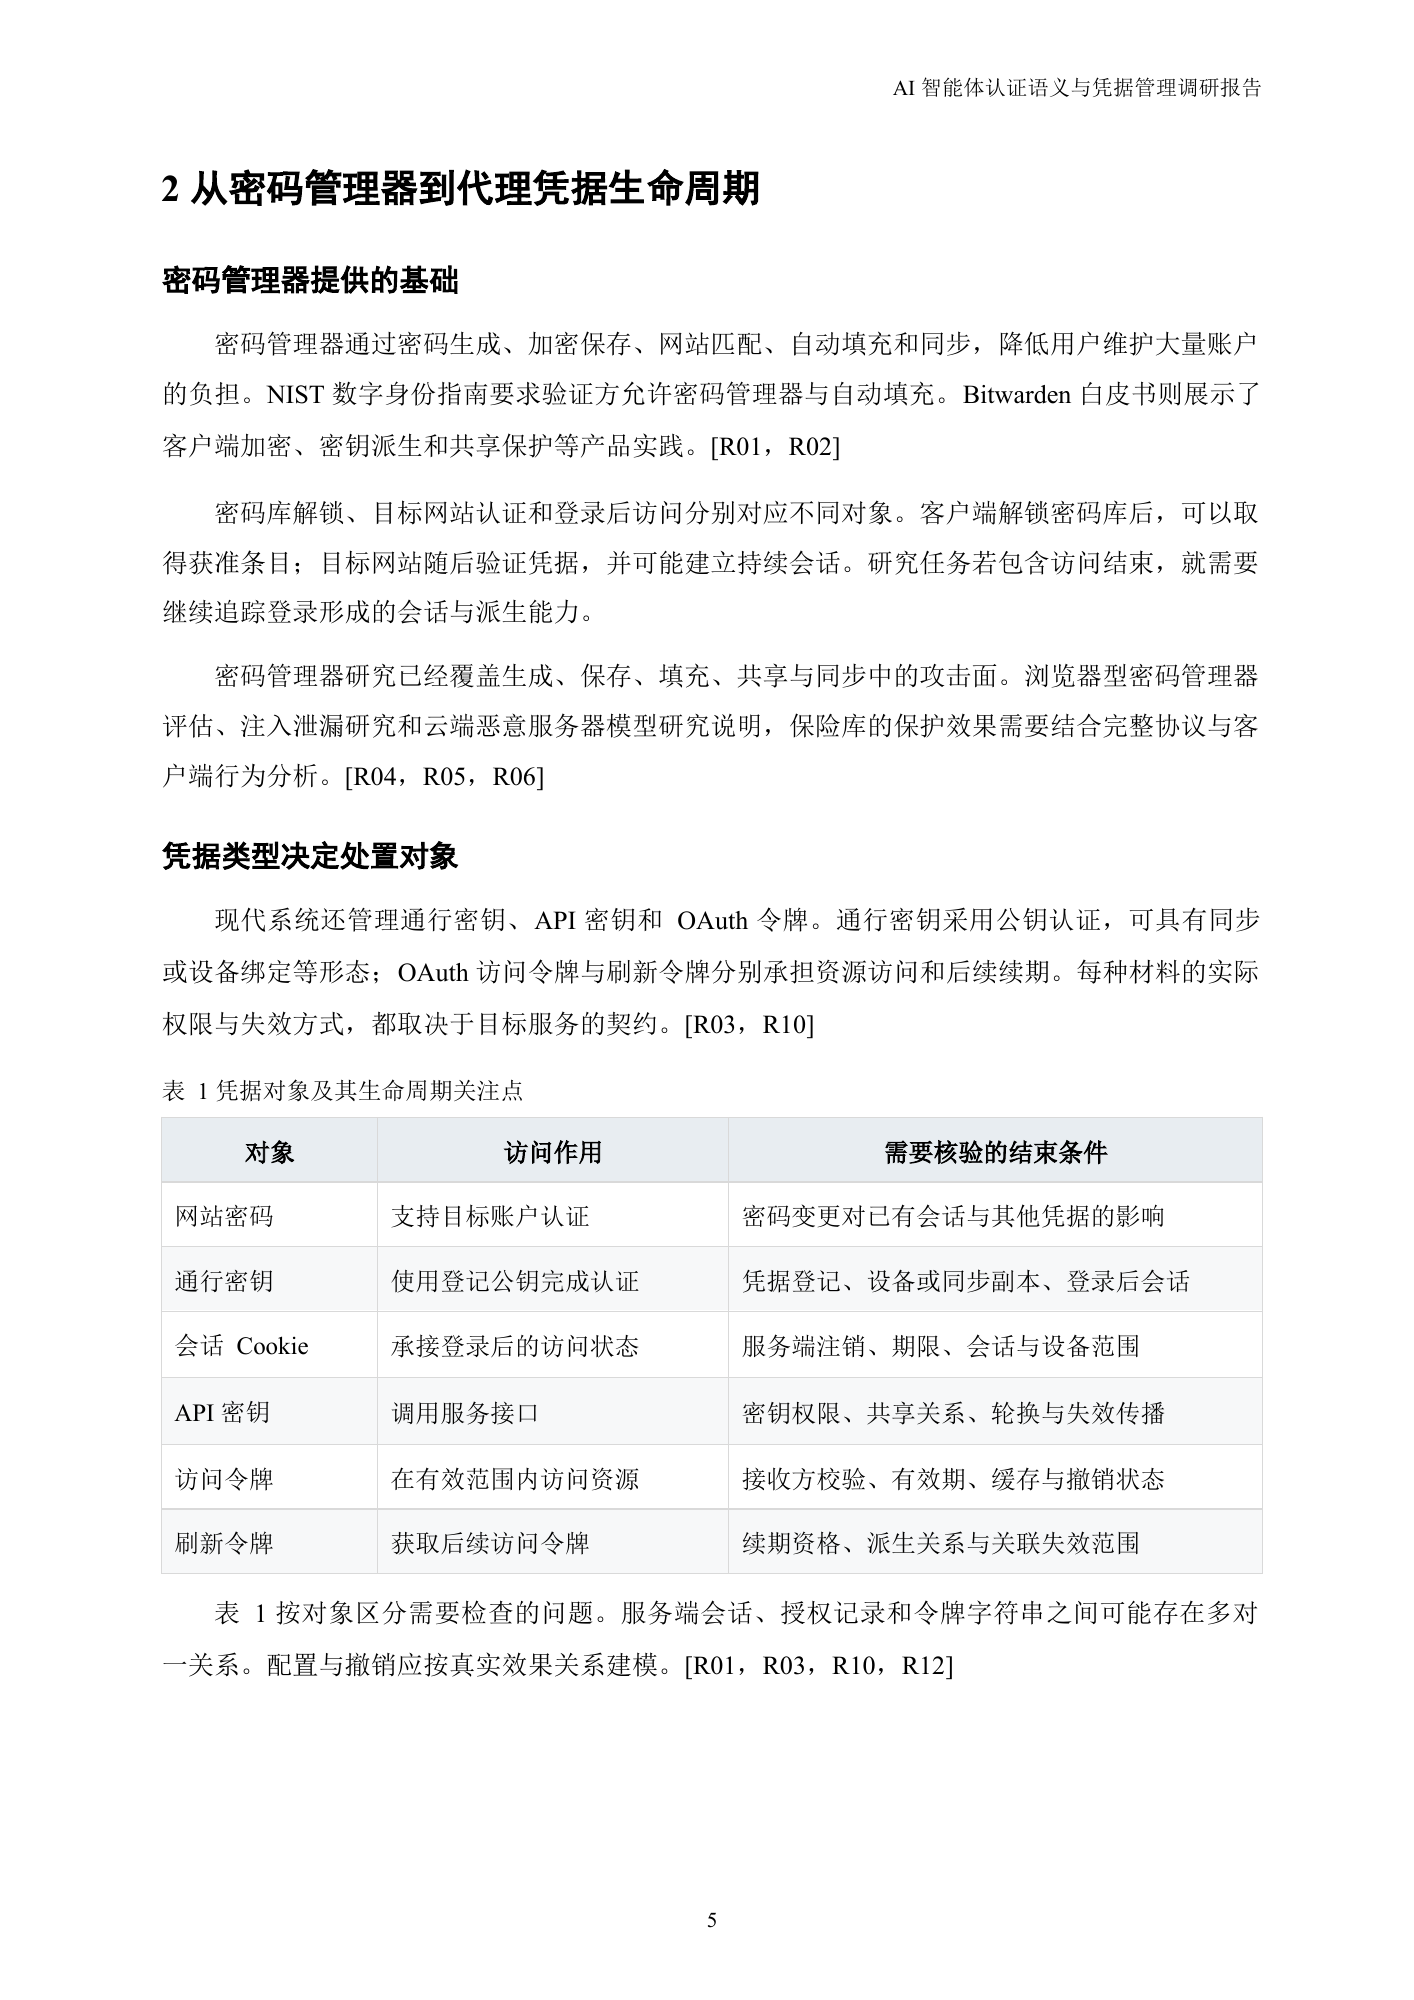 AI 智能体认证语义与凭据管理调研报告
2 从密码管理器到代理凭据生命周期
密码管理器提供的基础
密码管理器通过密码生成、加密保存、网站匹配、自动填充和同步，降低用户维护大量账户
的负担。NIST 数字身份指南要求验证方允许密码管理器与自动填充。Bitwarden 白皮书则展示了
客户端加密、密钥派生和共享保护等产品实践。[R01，R02]
密码库解锁、目标网站认证和登录后访问分别对应不同对象。客户端解锁密码库后，可以取
得获准条目；目标网站随后验证凭据，并可能建立持续会话。研究任务若包含访问结束，就需要
继续追踪登录形成的会话与派生能力。
密码管理器研究已经覆盖生成、保存、填充、共享与同步中的攻击面。浏览器型密码管理器
评估、注入泄漏研究和云端恶意服务器模型研究说明，保险库的保护效果需要结合完整协议与客
户端行为分析。[R04，R05，R06]
凭据类型决定处置对象
现代系统还管理通行密钥、API 密钥和 OAuth 令牌。通行密钥采用公钥认证，可具有同步
或设备绑定等形态；OAuth 访问令牌与刷新令牌分别承担资源访问和后续续期。每种材料的实际
权限与失效方式，都取决于目标服务的契约。[R03，R10]
表 1 凭据对象及其生命周期关注点
对象 访问作用 需要核验的结束条件
网站密码 支持目标账户认证 密码变更对已有会话与其他凭据的影响
通行密钥 使用登记公钥完成认证 凭据登记、设备或同步副本、登录后会话
会话 Cookie 承接登录后的访问状态 服务端注销、期限、会话与设备范围
API 密钥 调用服务接口 密钥权限、共享关系、轮换与失效传播
访问令牌 在有效范围内访问资源 接收方校验、有效期、缓存与撤销状态
刷新令牌 获取后续访问令牌 续期资格、派生关系与关联失效范围
表 1 按对象区分需要检查的问题。服务端会话、授权记录和令牌字符串之间可能存在多对
一关系。配置与撤销应按真实效果关系建模。[R01，R03，R10，R12]
5